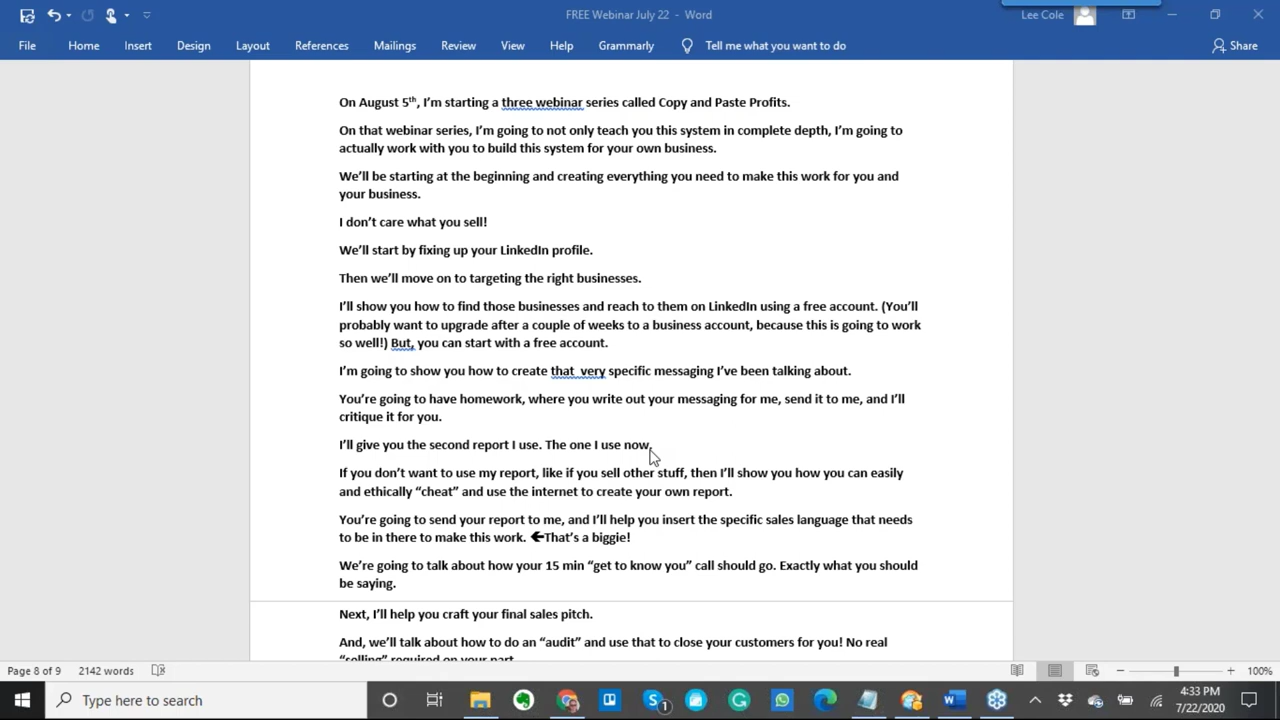 FREE Webinar July 22 - Word
Lee Cole
File Home Insert Design Layout References Mailings Review View Help Grammarly Tell me what you want to do Share
On August 5th, I'm starting a three webinar series called Copy and Paste Profits.
On that webinar series, I'm going to not only teach you this system in complete depth, I'm going to
actually work with you to build this system for your own business.
We'll be starting at the beginning and creating everything you need to make this work for you and
your business.
I don't care what you sell!
We'll start by fixing up your LinkedIn profile.
Then we'll move on to targeting the right businesses.
I'll show you how to find those businesses and reach to them on LinkedIn using a free account. (You'll
probably want to upgrade after a couple of weeks to a business account, because this is going to work
so well!) But, you can start with a free account.
I'm going to show you how to create that  very specific messaging I've been talking about.
You're going to have homework, where you write out your messaging for me, send it to me, and I'll
critique it for you.
I'll give you the second report I use. The one I use now.
If you don't want to use my report, like if you sell other stuff, then I'll show you how you can easily
and ethically “cheat” and use the internet to create your own report.
You're going to send your report to me, and I'll help you insert the specific sales language that needs
to be in there to make this work. 🡸That's a biggie!
We're going to talk about how your 15 min “get to know you” call should go. Exactly what you should
be saying.
Next, I'll help you craft your final sales pitch.
And, we'll talk about how to do an “audit” and use that to close your customers for you! No real
“selling” required on your part
Page 8 of 9 2142 words 100%
Type here to search 1 4:33 PM
7/22/2020